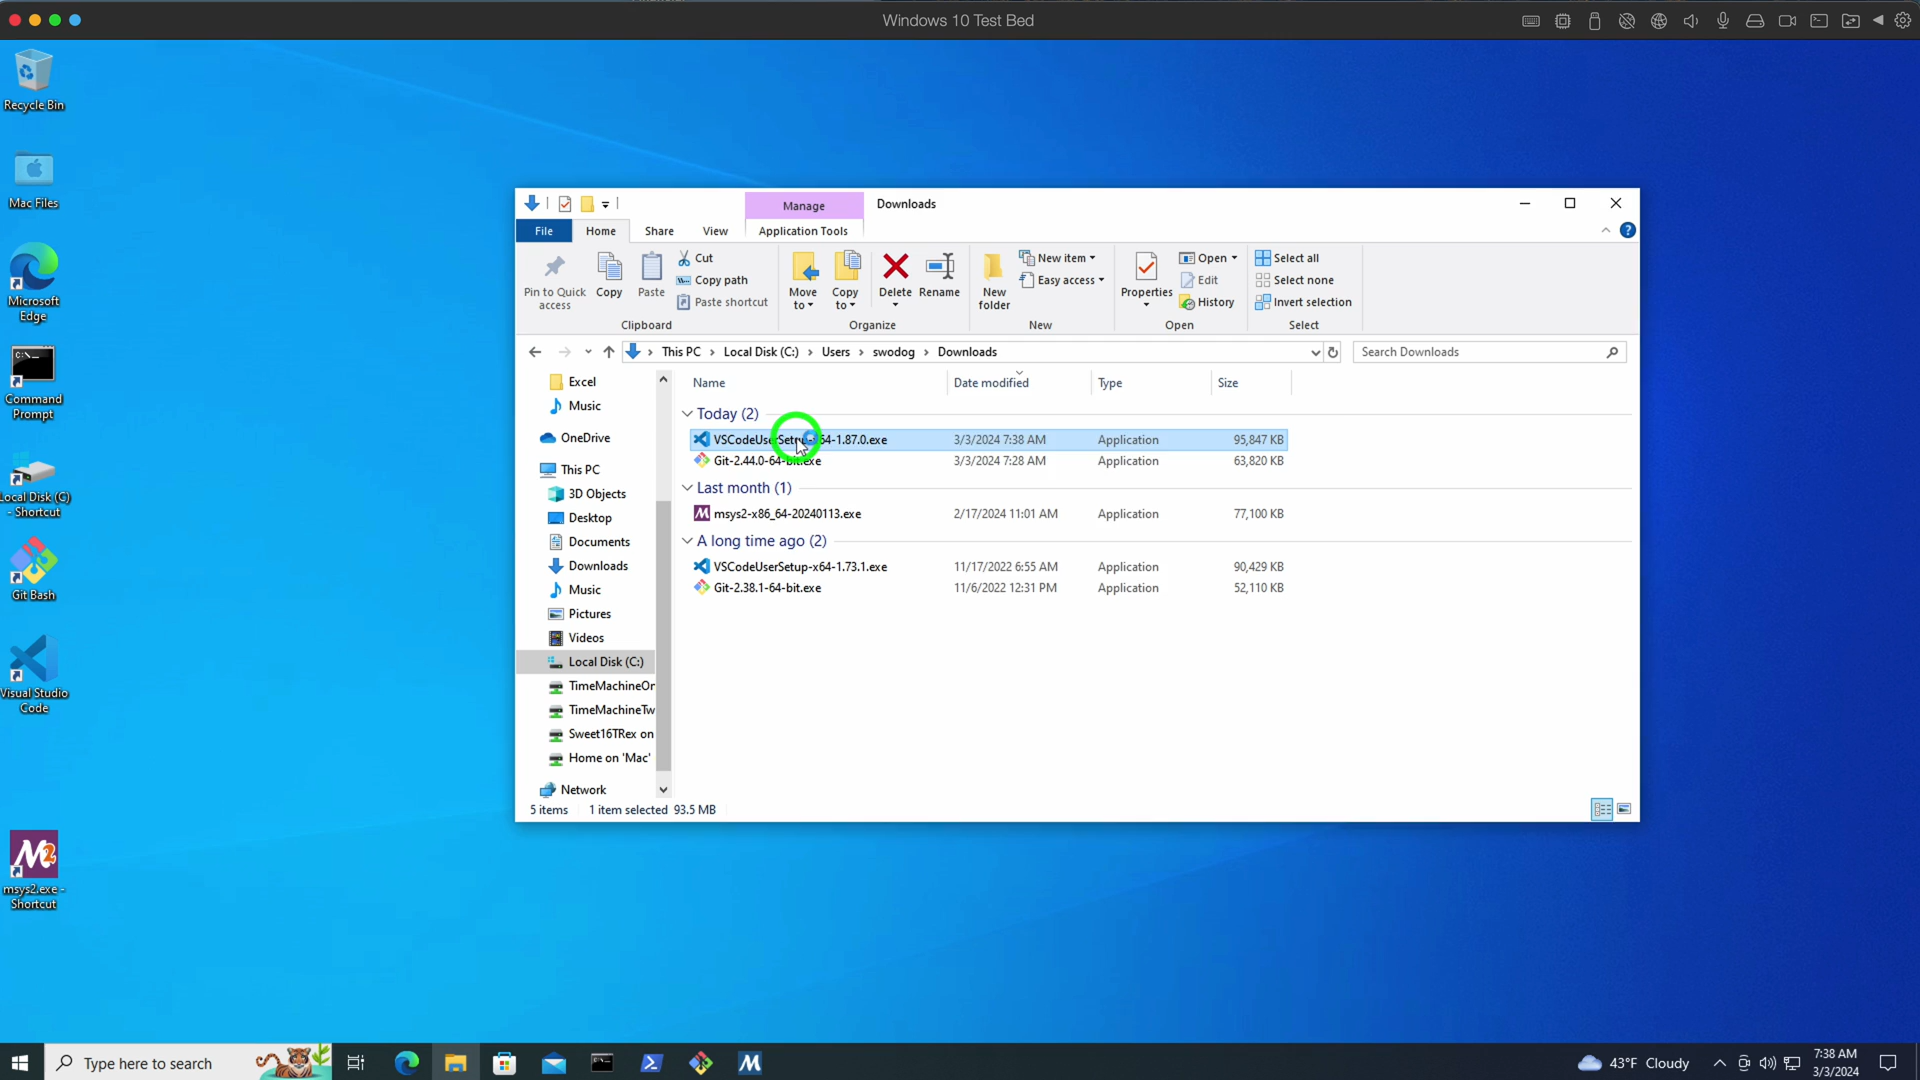 Windows 10 Test Bed
Recycle Bin
Mac Files
Microsoft
Edge
Command
Prompt
Local Disk (C)
- Shortcut
Git Bash
Visual Studio
Code
msys2.exe -
Shortcut
Manage
Downloads
File
Home
Share
View
Application Tools
Pin to Quick
access
Copy
Paste
Cut
Copy path
Paste shortcut
Clipboard
Move
to
Copy
to
Delete
Rename
Organize
New
folder
New item
Easy access
New
Properties
Open
Edit
History
Open
Select all
Select none
Invert selection
Select
This PC > Local Disk (C:) > Users > swodog > Downloads
Search Downloads
Excel
Music
OneDrive
This PC
3D Objects
Desktop
Documents
Downloads
Music
Pictures
Videos
Local Disk (C:)
TimeMachineOr
TimeMachineTw
Sweet16TRex on
Home on 'Mac'
Network
Name Date modified Type Size
Today (2)
VSCodeUserSetup-x64-1.87.0.exe 3/3/2024 7:38 AM Application 95,847 KB
Git-2.44.0-64-bit.exe 3/3/2024 7:28 AM Application 63,820 KB
Last month (1)
msys2-x86_64-20240113.exe 2/17/2024 11:01 AM Application 77,100 KB
A long time ago (2)
VSCodeUserSetup-x64-1.73.1.exe 11/17/2022 6:55 AM Application 90,429 KB
Git-2.38.1-64-bit.exe 11/6/2022 12:31 PM Application 52,110 KB
5 items 1 item selected 93.5 MB
Type here to search
43°F Cloudy
7:38 AM
3/3/2024